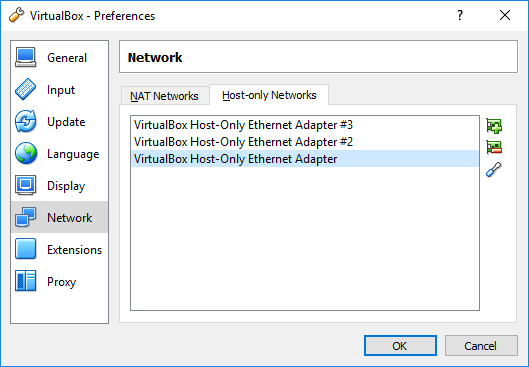 VirtualBox - Preferences
?
General
Input
Update
Language
Display
Network
Extensions
Proxy
Network
NAT Networks
Host-only Networks
VirtualBox Host-Only Ethernet Adapter #3
VirtualBox Host-Only Ethernet Adapter #2
VirtualBox Host-Only Ethernet Adapter
OK
Cancel